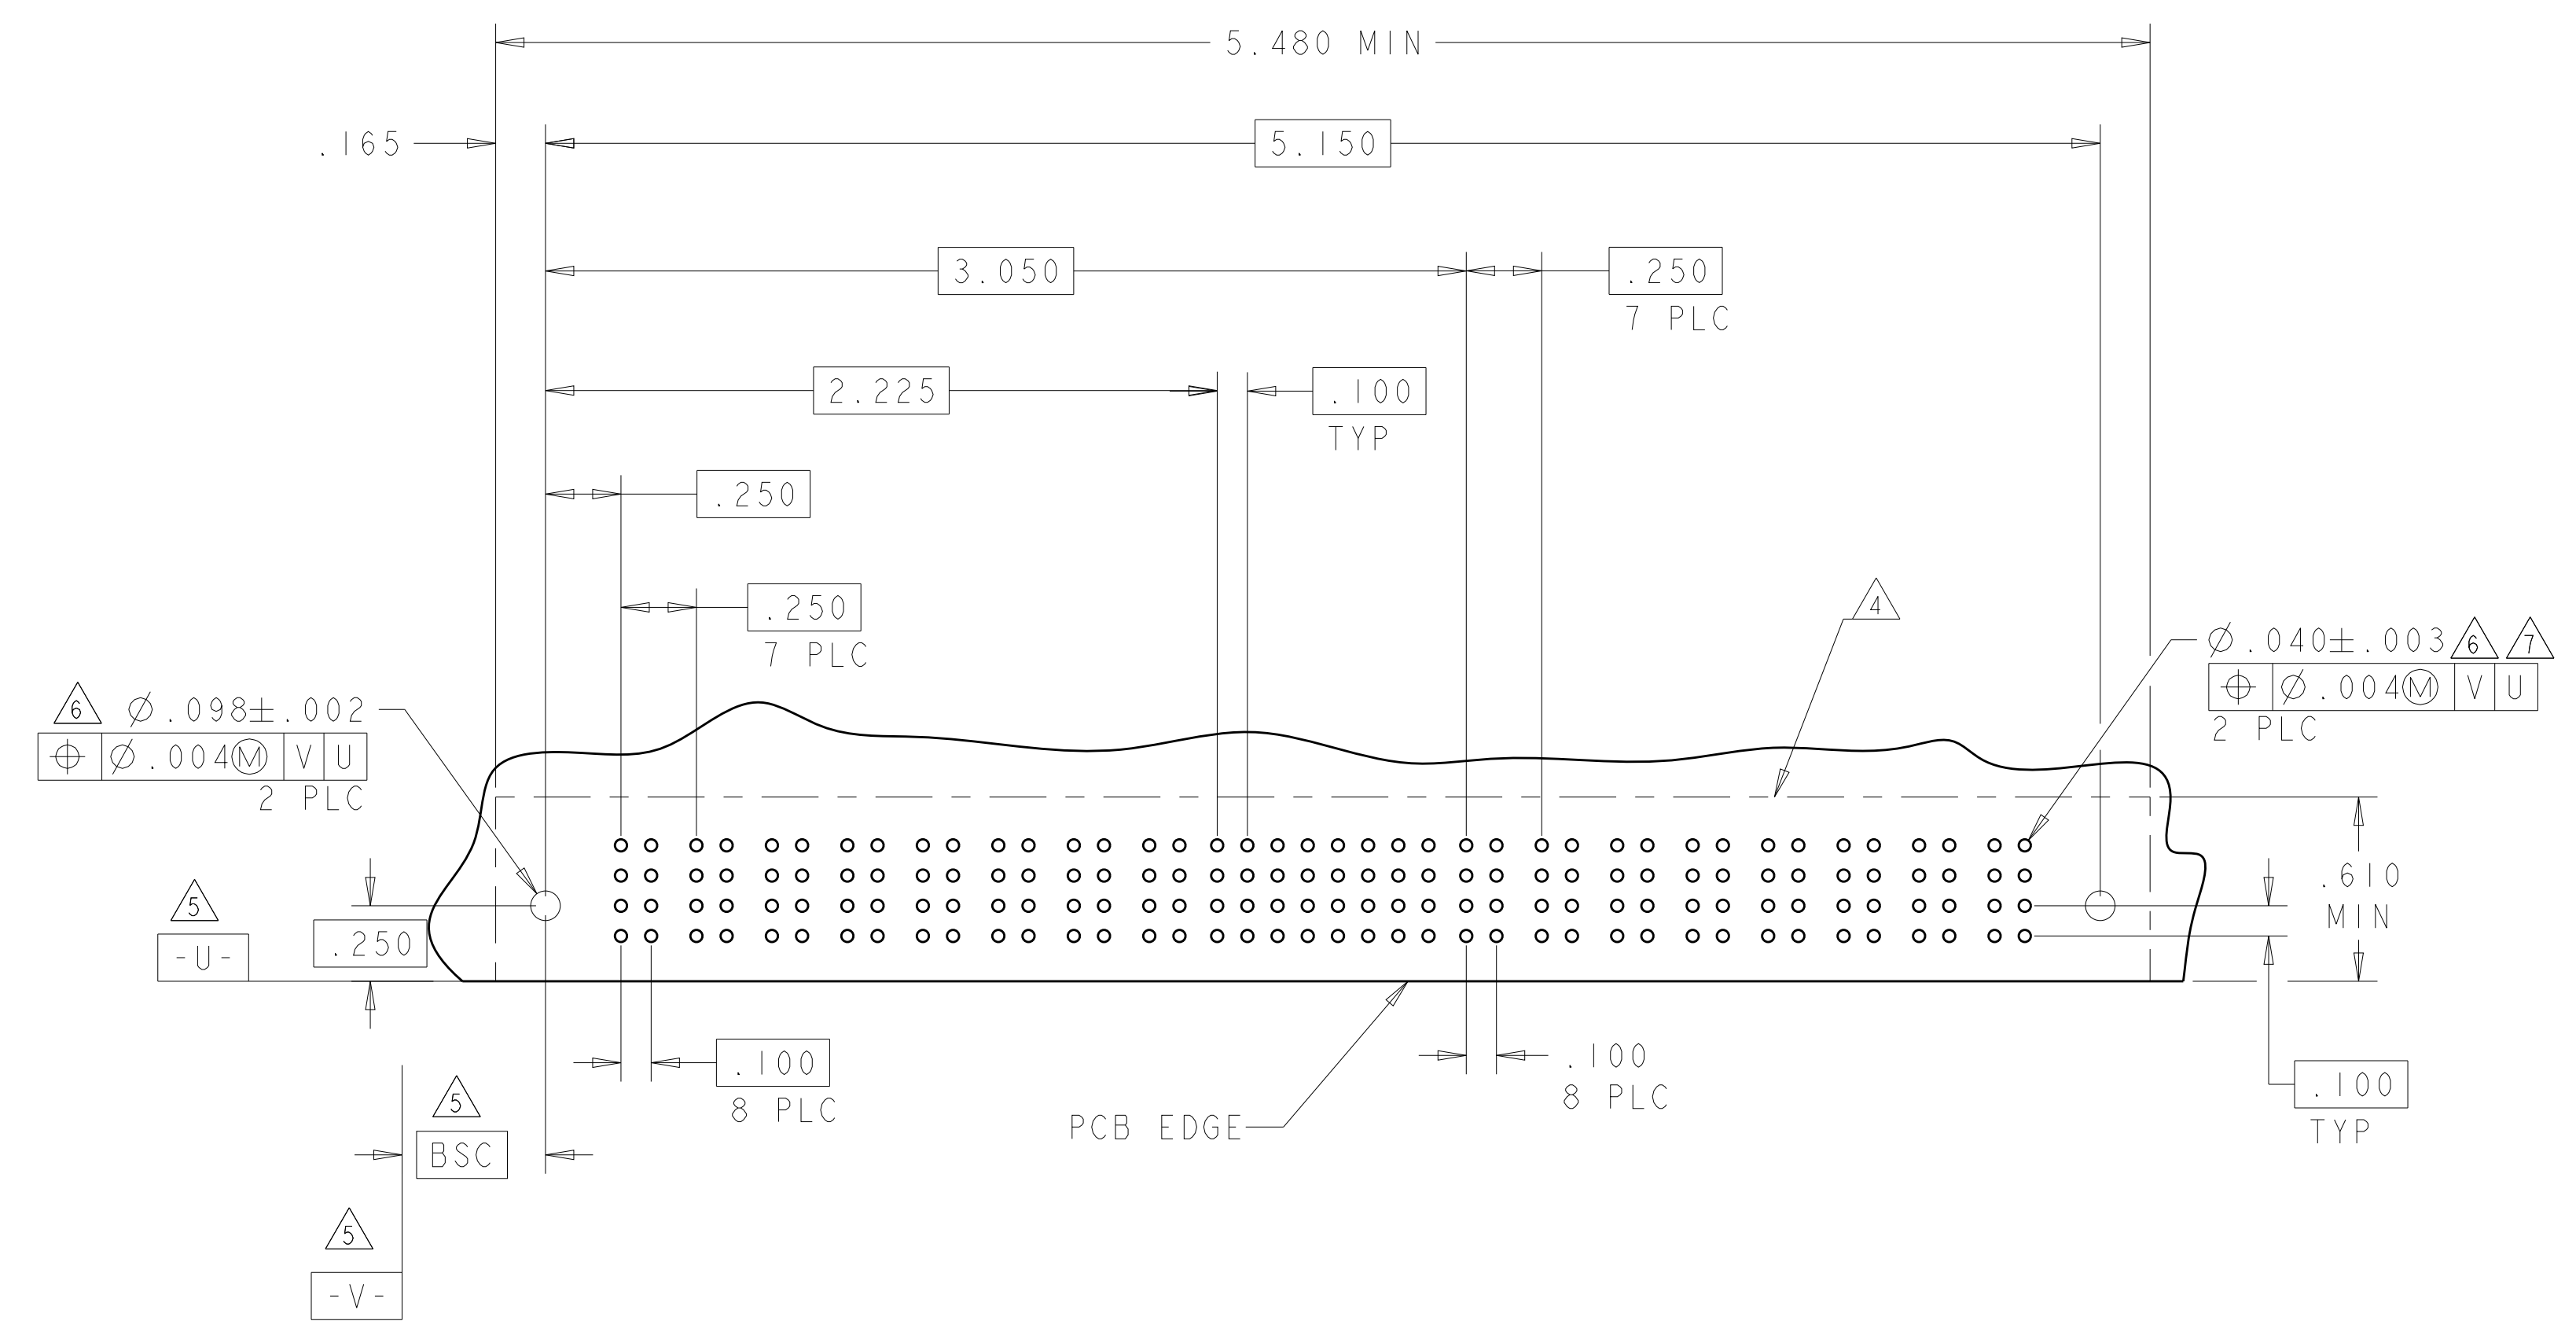 5.480 MIN
.165
5.150
3.050
.250
7 PLC
2.225
.100
TYP
.250
.250
7 PLC
4
Ø.040±.003 6 7
⌖ Ø.004Ⓜ V U
2 PLC
6 Ø.098±.002
⌖ Ø.004Ⓜ V U
2 PLC
.610
MIN
5
-U-
.250
.100
8 PLC
.100
8 PLC
.100
TYP
PCB EDGE
5
BSC
5
-V-